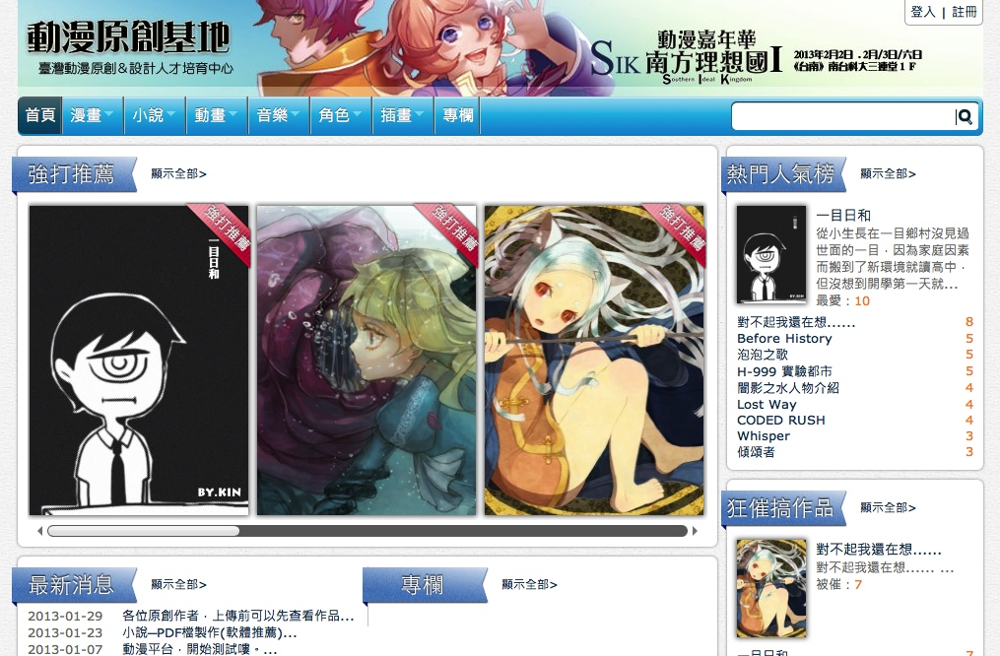 登入 | 註冊
動漫原創基地
臺灣動漫原創&設計人才培育中心
動漫嘉年華
SIK 南方理想國I
Southern Ideal Kingdom
2013年2月2日．2月/3日/六日
《台南》南台科大三連堂１Ｆ
首頁 漫畫 小說 動畫 音樂 角色 插畫 專欄
強打推薦 顯示全部>
強打推薦
一目日和
BY.KIN
強打推薦
強打推薦
最新消息 顯示全部>
2013-01-29 各位原創作者，上傳前可以先查看作品...
2013-01-23 小說─PDF檔製作(軟體推薦)...
2013-01-07 動漫平台，開始測試嘍。...
專欄 顯示全部>
熱門人氣榜 顯示全部>
一目日和
從小生長在一目鄉村沒見過
世面的一目，因為家庭因素
而搬到了新環境就讀高中，
但沒想到開學第一天就...
最愛：10
對不起我還在想...... 8
Before History 5
泡泡之歌 5
H-999 實驗都市 5
闇影之水人物介紹 4
Lost Way 4
CODED RUSH 4
Whisper 3
傾頌者 3
狂催搞作品 顯示全部>
對不起我還在想......
對不起我還在想...... ...
被催：7
一目日和 7